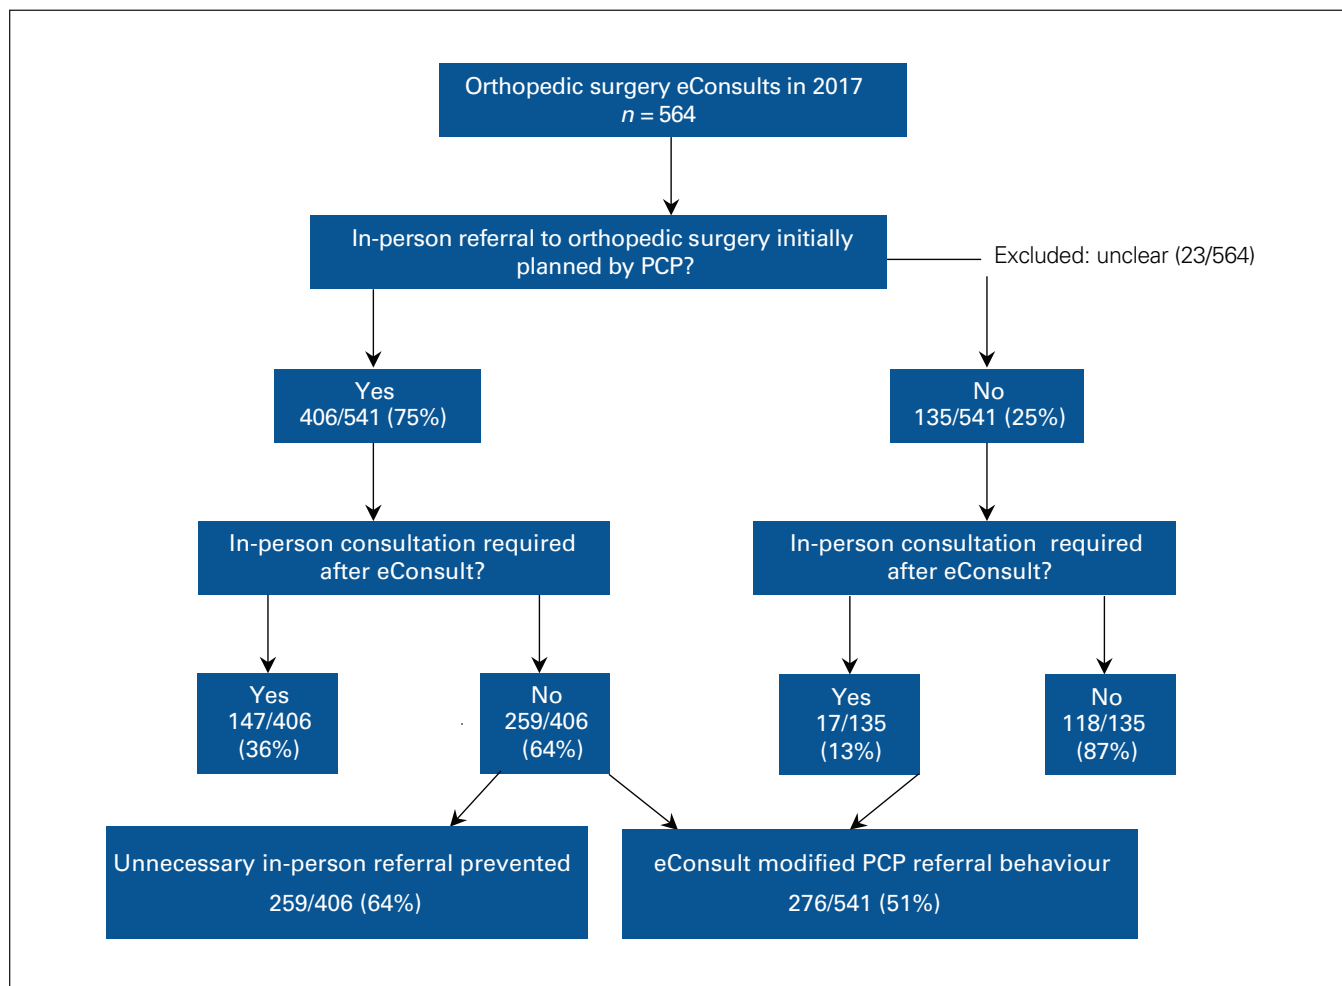 Orthopedic surgery eConsults in 2017
n = 564
In-person referral to orthopedic surgery initially
planned by PCP?
Excluded: unclear (23/564)
Yes
406/541 (75%)
No
135/541 (25%)
In-person consultation required
after eConsult?
In-person consultation required
after eConsult?
Yes
147/406
(36%)
No
259/406
(64%)
Yes
17/135
(13%)
No
118/135
(87%)
Unnecessary in-person referral prevented
259/406 (64%)
eConsult modified PCP referral behaviour
276/541 (51%)